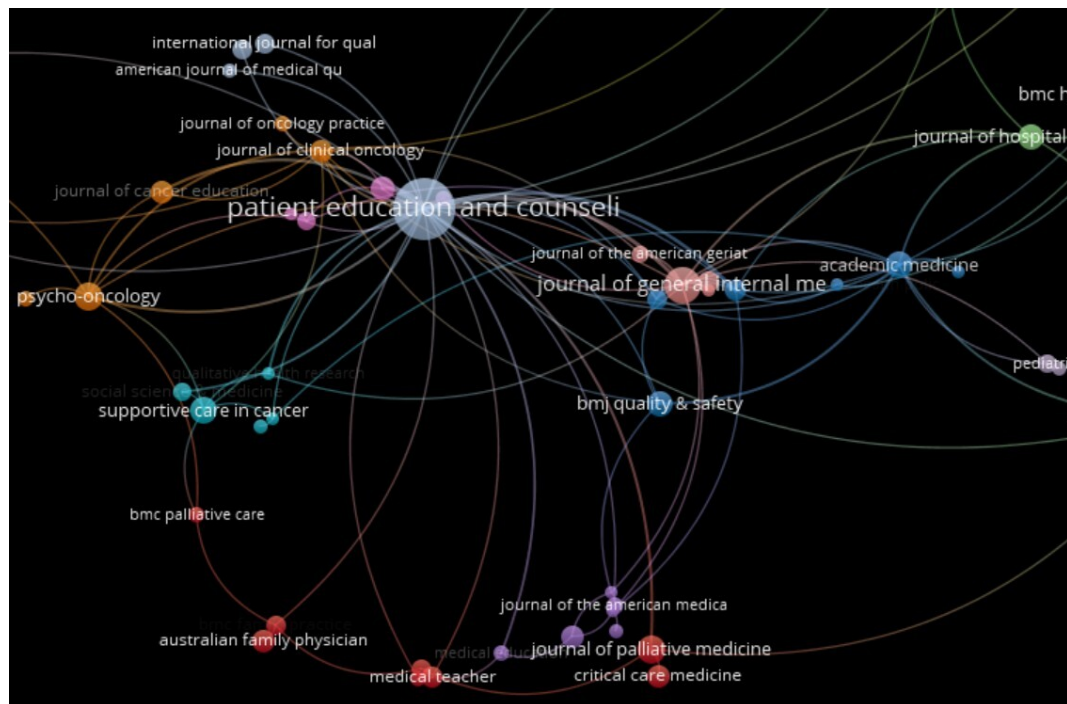 international journal for qual
american journal of medical qu
bmc h
journal of oncology practice
journal of hospital
journal of clinical oncology
journal of cancer education
patient education and counseli
journal of the american geriat
academic medicine
journal of general internal me
psycho-oncology
pediatri
qualitative health research
social science & medicine
supportive care in cancer
bmj quality & safety
bmc palliative care
journal of the american medica
bmc family practice
australian family physician
medical education
journal of palliative medicine
medical teacher
critical care medicine